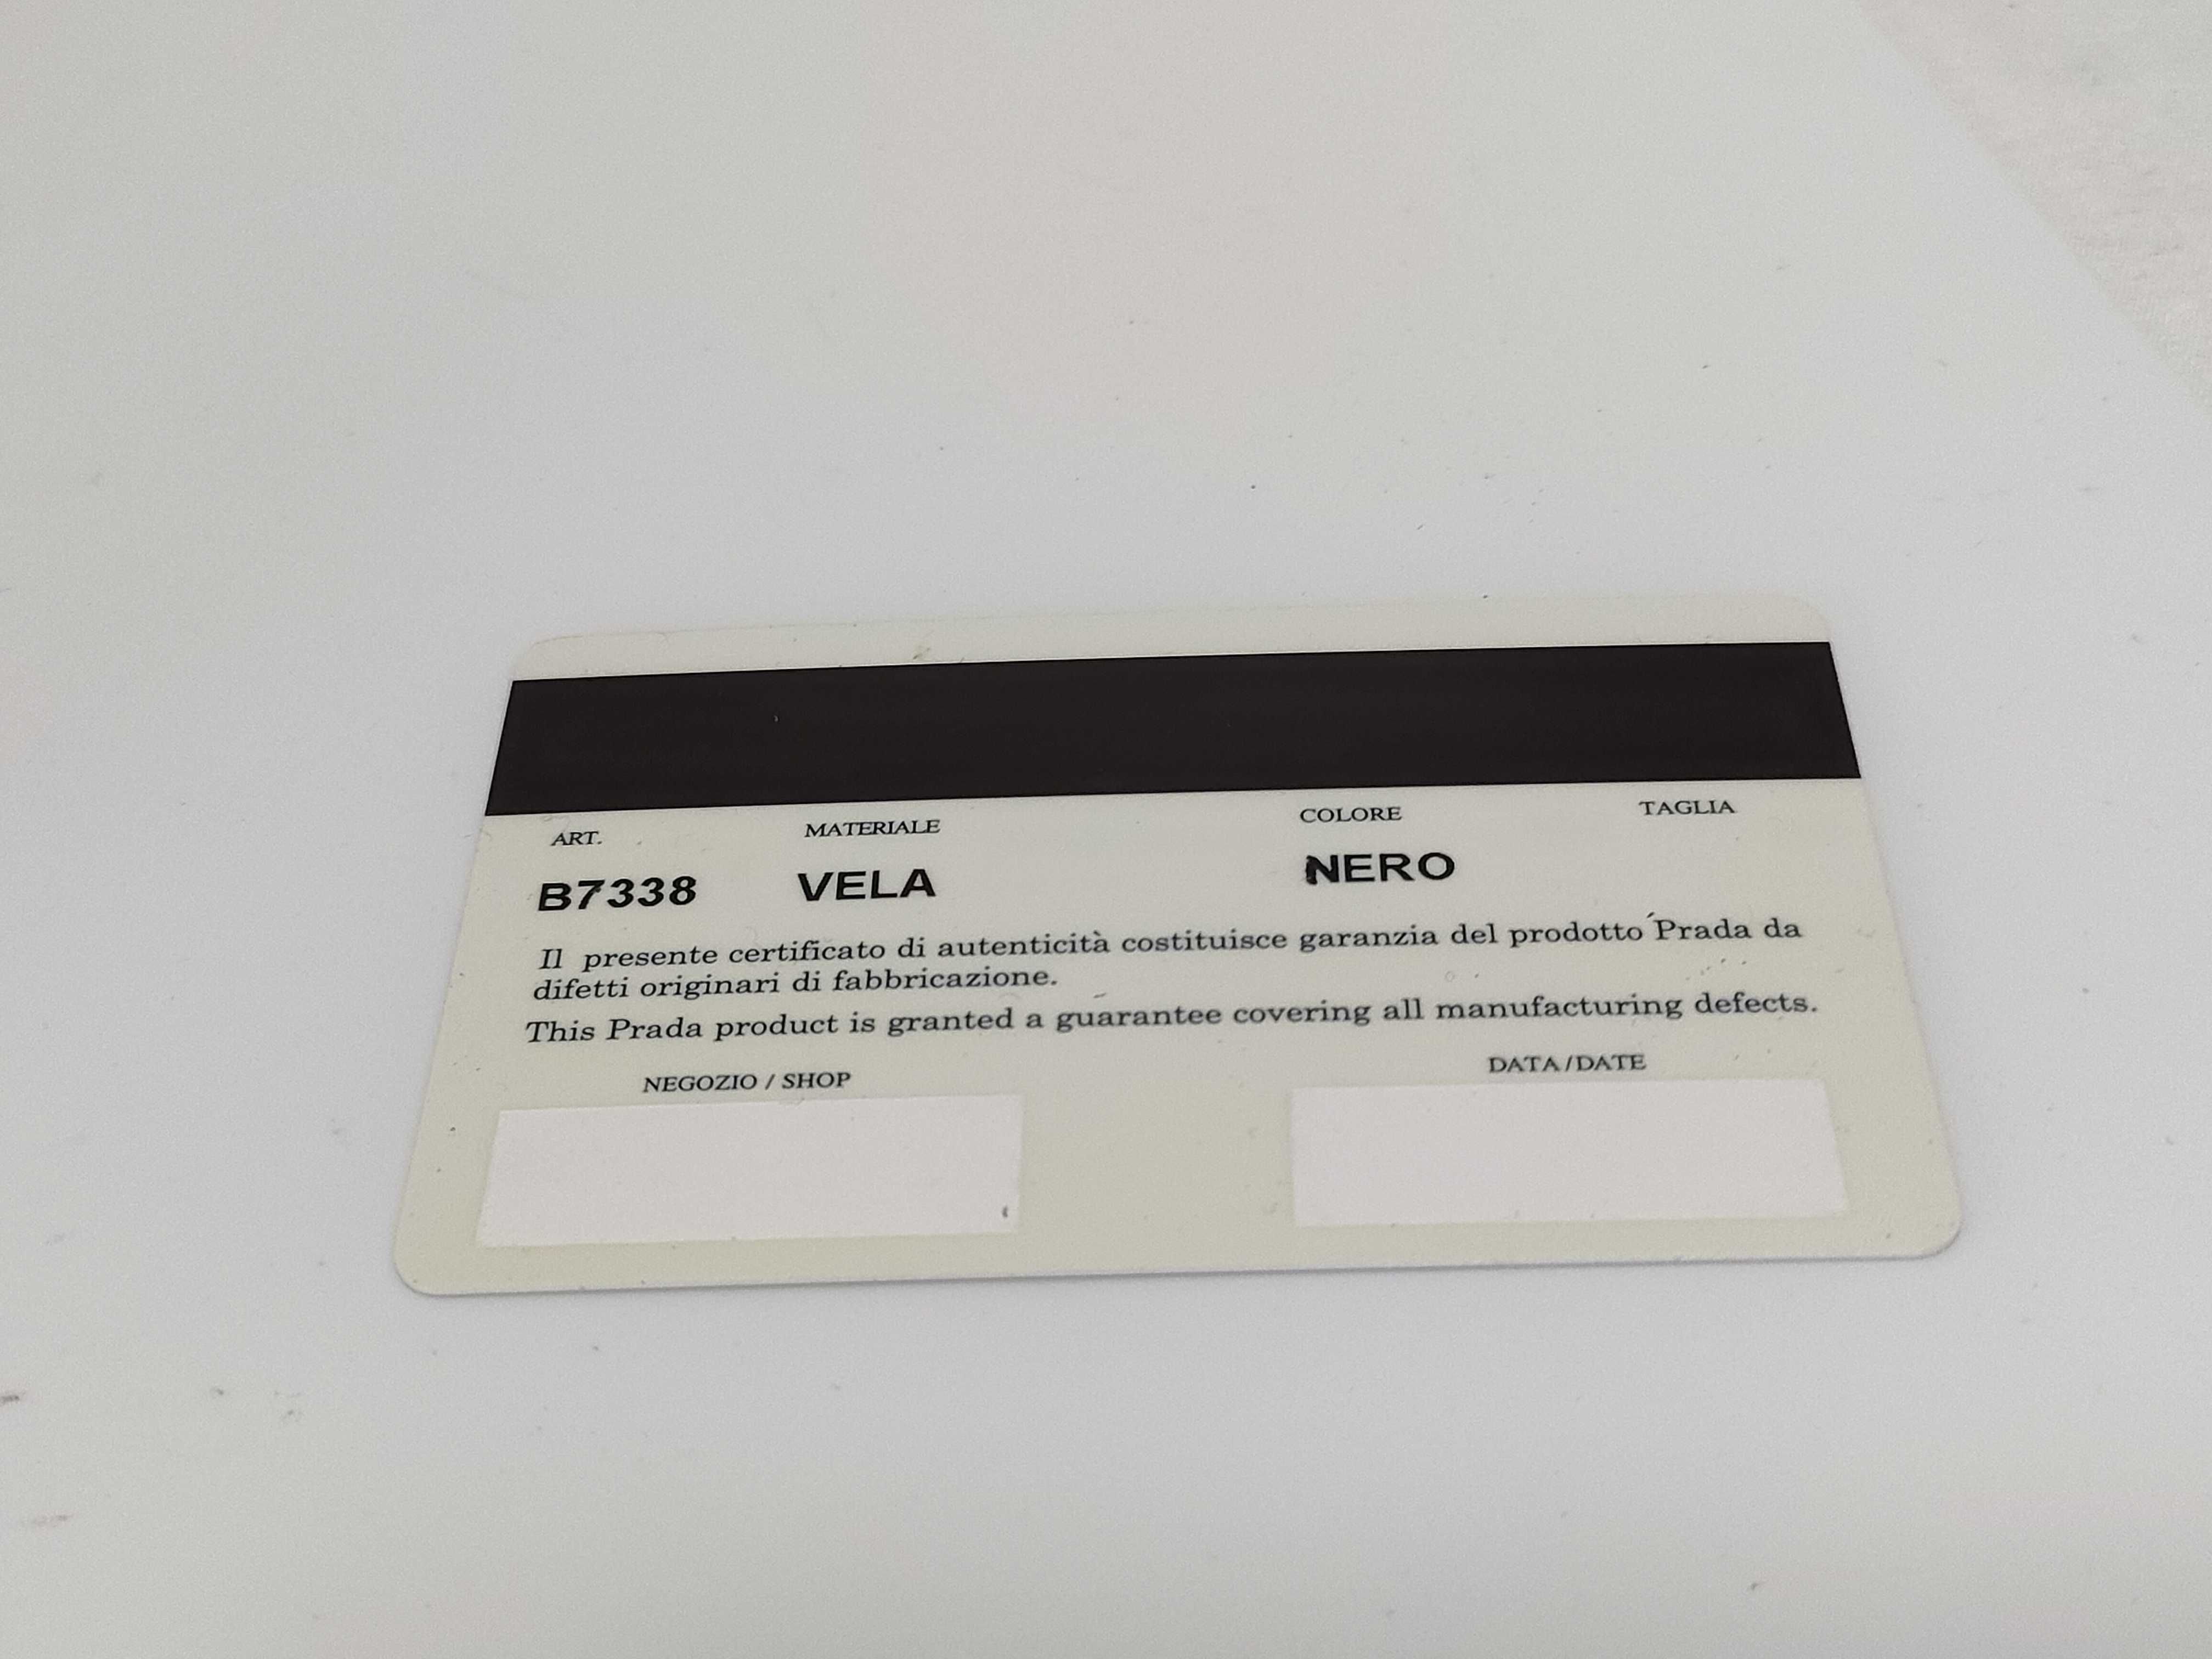 ART. MATERIALE COLORE TAGLIA
B7338 VELA NERO
Il presente certificato di autenticità costituisce garanzia del prodotto Prada da
difetti originari di fabbricazione.
This Prada product is granted a guarantee covering all manufacturing defects.
NEGOZIO / SHOP DATA/DATE